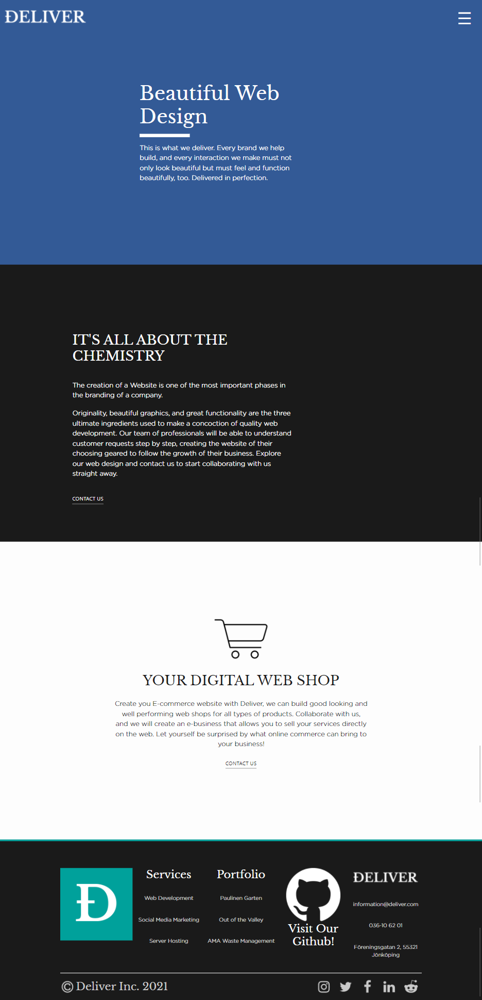 ĐELIVER
Beautiful Web
Design
This is what we deliver. Every brand we help
build, and every interaction we make must not
only look beautiful but must feel and function
beautifully, too. Delivered in perfection.
IT'S ALL ABOUT THE
CHEMISTRY
The creation of a Website is one of the most important phases in
the branding of a company.
Originality, beautiful graphics, and great functionality are the three
ultimate ingredients used to make a concoction of quality web
development. Our team of professionals will be able to understand
customer requests step by step, creating the website of their
choosing geared to follow the growth of their business. Explore
our web design and contact us to start collaborating with us
straight away.
CONTACT US
YOUR DIGITAL WEB SHOP
Create you E-commerce website with Deliver, we can build good looking and
well performing web shops for all types of products. Collaborate with us,
and we will create an e-business that allows you to sell your services directly
on the web. Let yourself be surprised by what online commerce can bring to
your business!
CONTACT US
Đ
Services
Web Development
Social Media Marketing
Server Hosting
Portfolio
Paulinen Garten
Out of the Valley
AMA Waste Management
Visit Our
Github!
ĐELIVER
information@deliver.com
036-10 62 01
Föreningsgatan 2, 55321
Jönköping
© Deliver Inc. 2021